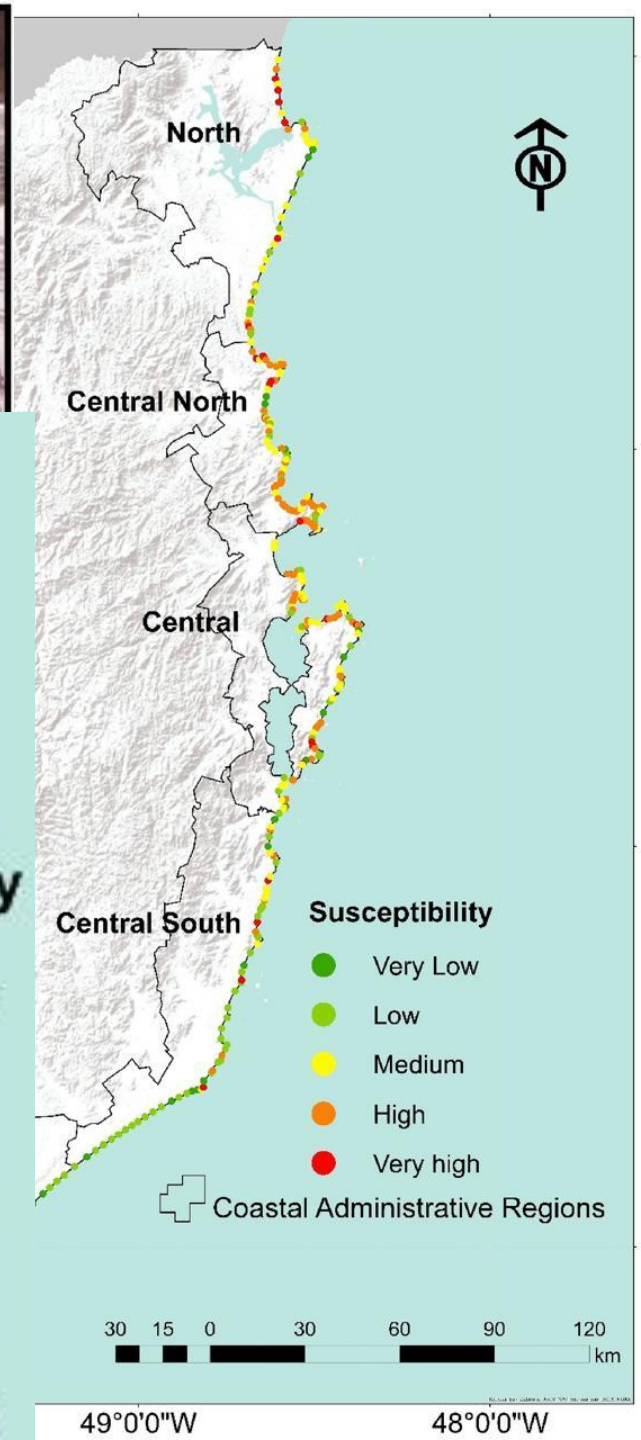 North
N
Central North
Central
y
Central South
Susceptibility
Very Low
Low
Medium
High
Very high
Coastal Administrative Regions
30 15 0 30 60 90 120
km
49°0'0"W 48°0'0"W